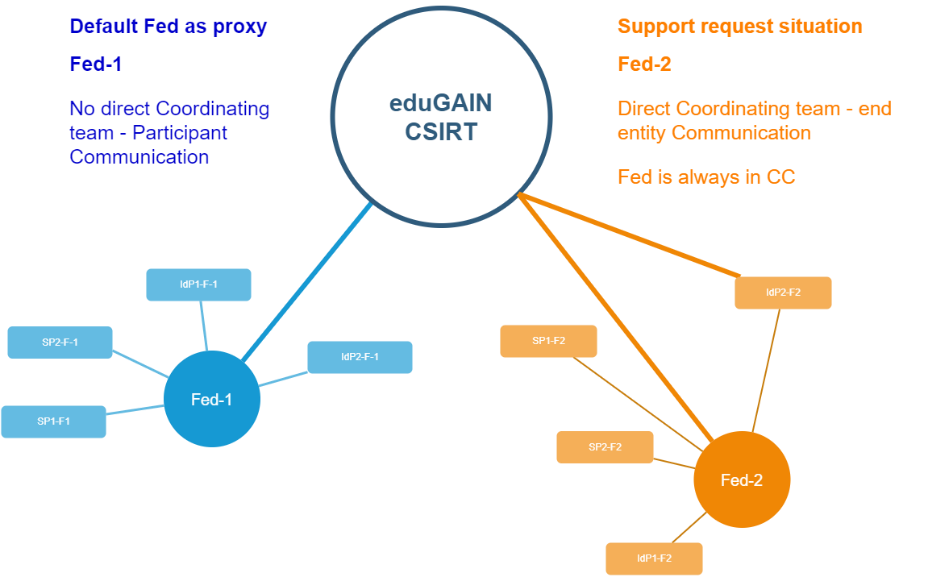 Default Fed as proxy
Fed-1
No direct Coordinating
team - Participant
Communication
eduGAIN
CSIRT
Support request situation
Fed-2
Direct Coordinating team - end
entity Communication
Fed is always in CC
IdP1-F-1
SP2-F-1
IdP2-F-1
SP1-F1
Fed-1
IdP2-F2
SP1-F2
SP2-F2
Fed-2
IdP1-F2